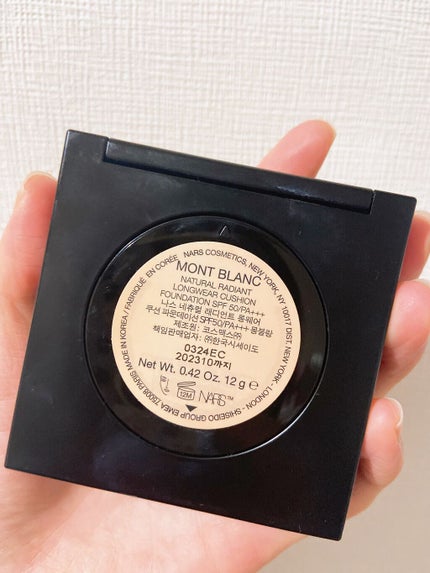 NARS COSMETICS, NEW YORK, NY 10017 DIST. NEW YORK - LONDON - SHISEIDO GROUP EMEA 75008 PARIS MADE IN KOREA / FABRIQUÉ EN CORÉE
MONT BLANC
NATURAL RADIANT
LONGWEAR CUSHION
FOUNDATION SPF 50/PA+++
나스 네츄럴 래디언트 롱웨어
쿠션 파운데이션 SPF50/PA+++ 몽블랑
제조원: 코스맥스㈜
책임판매업자: ㈜한국시세이도
0324EC
202310까지
Net Wt. 0.42 Oz. 12 g ℮
12M NARS™